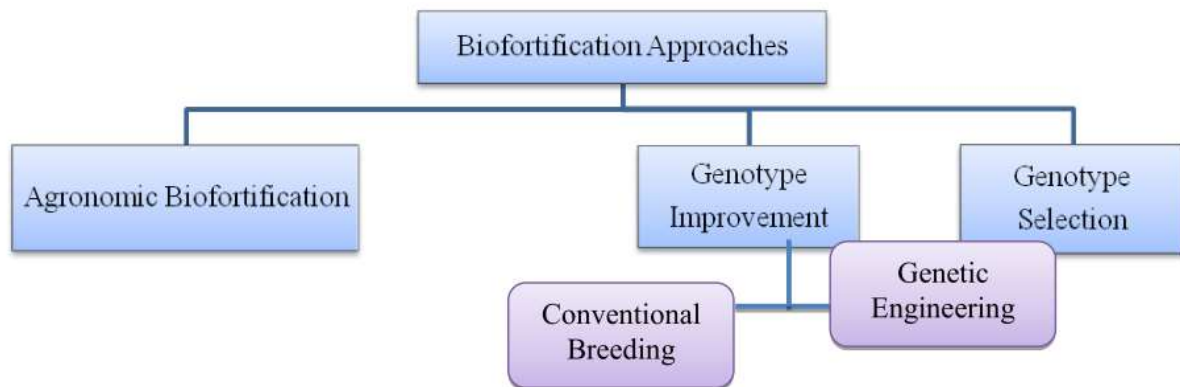 Biofortification Approaches
Agronomic Biofortification
Genotype
Improvement
Genotype
Selection
Conventional
Breeding
Genetic
Engineering